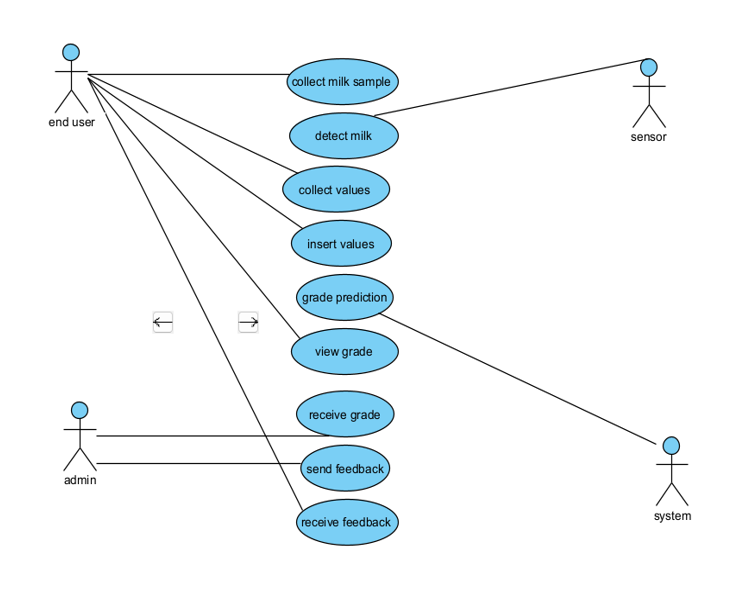 collect milk sample
end user
detect milk
sensor
collect values
insert values
grade prediction
view grade
receive grade
send feedback
admin
receive feedback
system